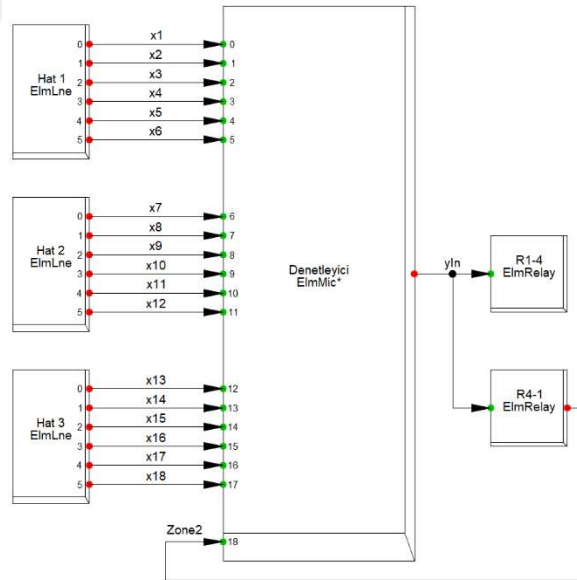 Hat 1
ElmLne
0
1
2
3
4
5
x1
x2
x3
x4
x5
x6
0
1
2
3
4
5
Hat 2
ElmLne
0
1
2
3
4
5
x7
x8
x9
x10
x11
x12
6
7
8
9
10
11
Denetleyici
ElmMic*
yIn
R1-4
ElmRelay
R4-1
ElmRelay
Hat 3
ElmLne
0
1
2
3
4
5
x13
x14
x15
x16
x17
x18
12
13
14
15
16
17
Zone2
18